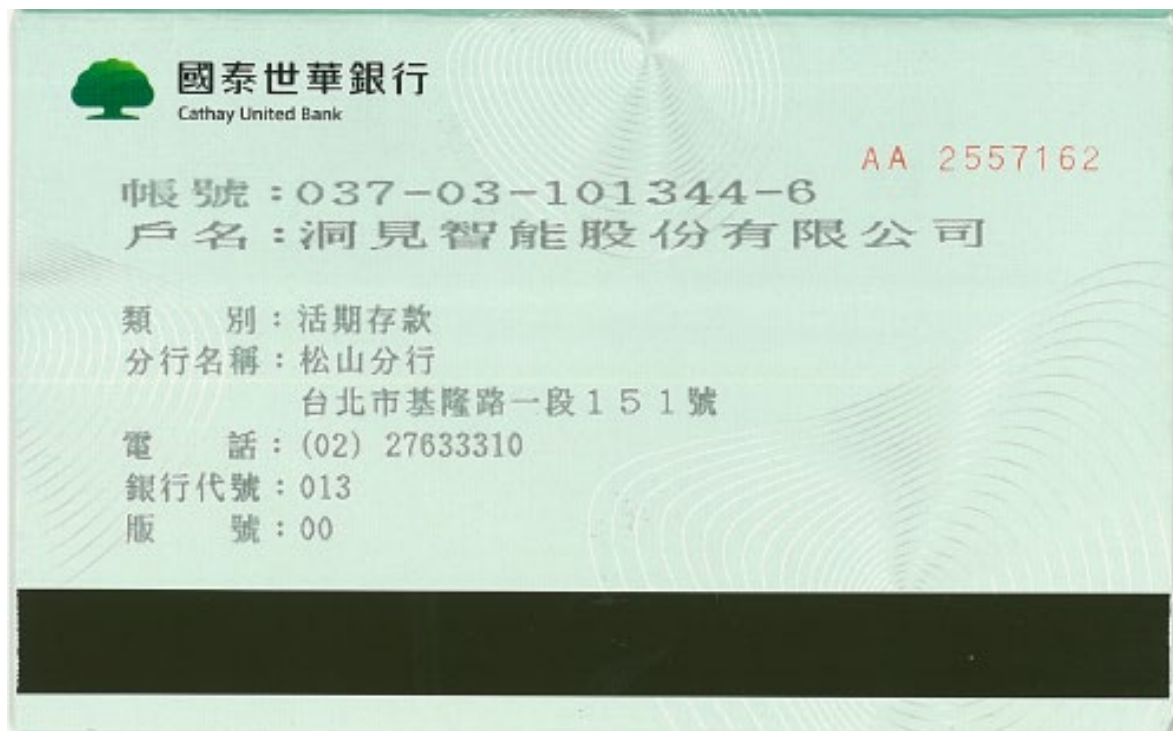 國泰世華銀行
Cathay United Bank
AA 2557162
帳號：037-03-101344-6
戶名：洞見智能股份有限公司
類　　別：活期存款
分行名稱：松山分行
台北市基隆路一段１５１號
電　　話：(02) 27633310
銀行代號：013
版　　號：00